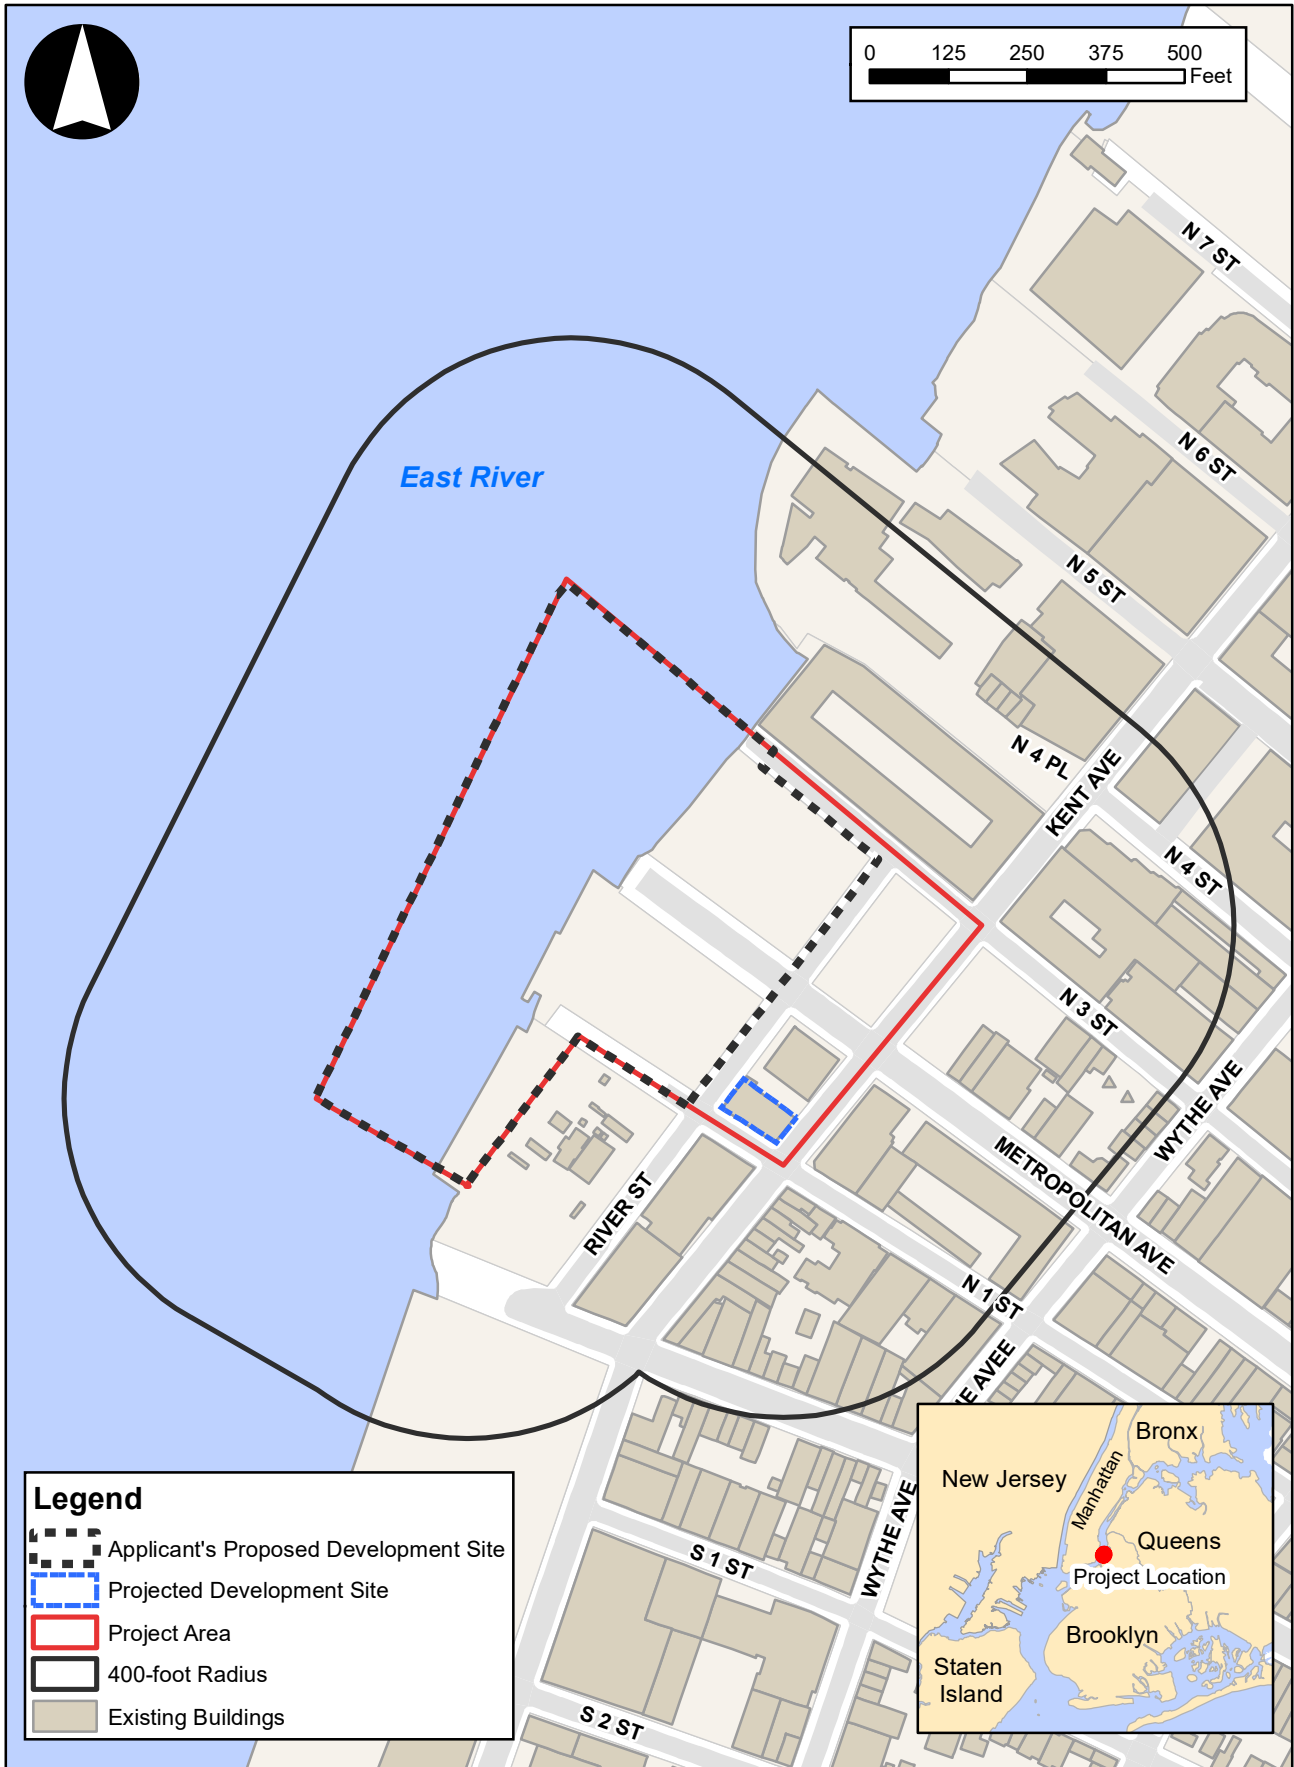 0 125 250 375 500
Feet
N 7 ST
N 6 ST
East River
N 5 ST
N 4 PL
KENT AVE
N 4 ST
N 3 ST
WYTHE AVE
METROPOLITAN AVE
RIVER ST
N 1 ST
HE AVEE
WYTHE AVE
S 1 ST
S 2 ST
Legend
Applicant's Proposed Development Site
Projected Development Site
Project Area
400-foot Radius
Existing Buildings
Bronx
New Jersey
Manhattan
Queens
Project Location
Brooklyn
Staten
Island